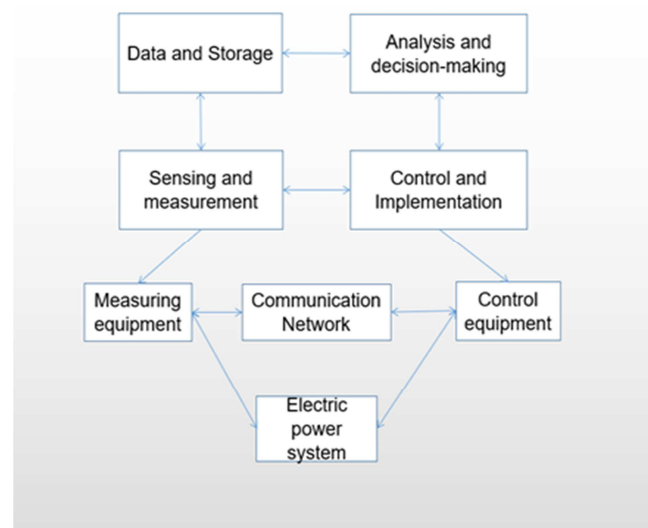 Data and Storage
Analysis and
decision-making
Sensing and
measurement
Control and
Implementation
Measuring
equipment
Communication
Network
Control
equipment
Electric
power
system